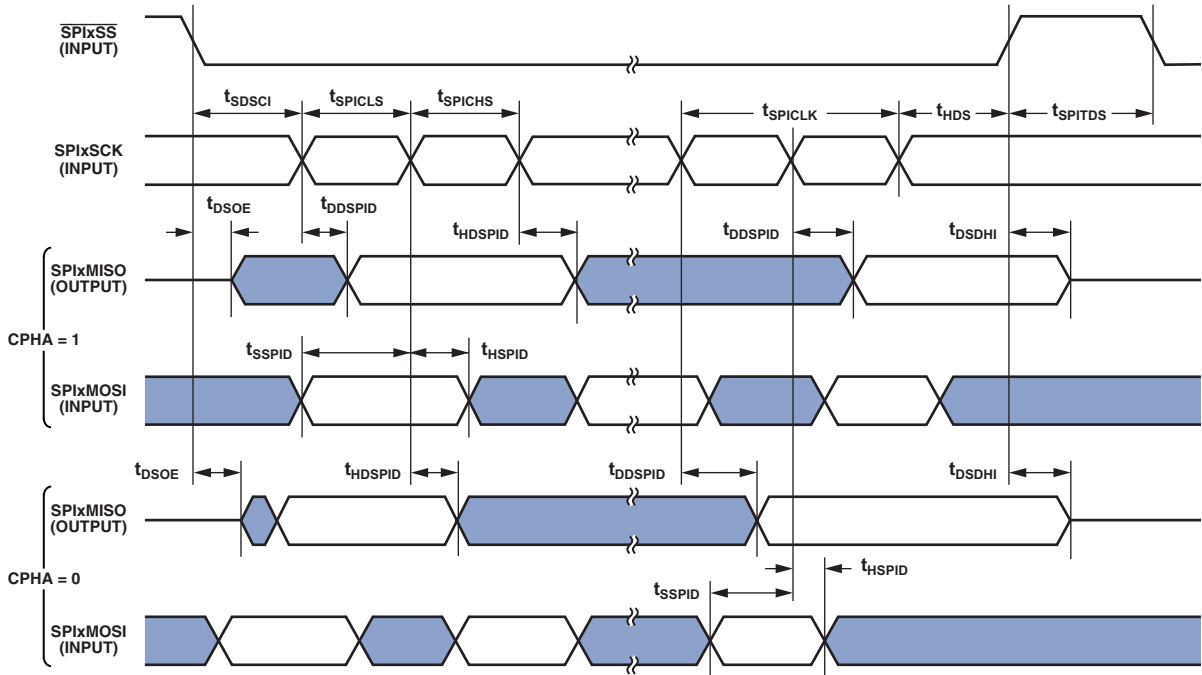 SPIxSS
(INPUT)
tSDSCI
tSPICLS
tSPICHS
tSPICLK
tHDS
tSPITDS
SPIxSCK
(INPUT)
tDSOE
tDDSPID
tHDSPID
tDDSPID
tDSDHI
SPIxMISO
(OUTPUT)
CPHA = 1
tSSPID
tHSPID
SPIxMOSI
(INPUT)
tDSOE
tHDSPID
tDDSPID
tDSDHI
SPIxMISO
(OUTPUT)
CPHA = 0
tHSPID
tSSPID
SPIxMOSI
(INPUT)